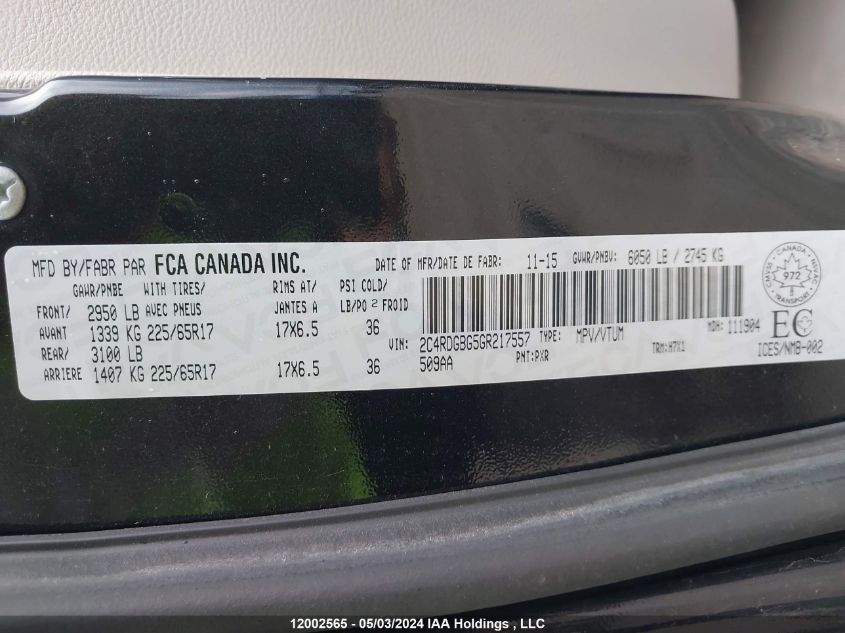 MFD BY/FABR PAR FCA CANADA INC. DATE OF MFR/DATE DE FABR: 11-15 GVWR/PNBV: 6050 LB / 2745 KG
GAWR/PNBE WITH TIRES/ RIMS AT/ PSI COLD/
FRONT/ 2950 LB AVEC PNEUS JANTES A LB/PO 2 FROID
AVANT 1339 KG 225/65R17 17X6.5 36
REAR/ 3100 LB
ARRIERE 1407 KG 225/65R17 17X6.5 36
VIN: 2C4RDGBG5GR217557 TYPE: MPV/VTUM MDH: 111904
509AA PNT:PXR TRM:H7X1
CANADA
CMVSS NVAC
972
TRANSPORT
EC
ICES/NMB-002
12002565 - 05/03/2024 IAA Holdings , LLC